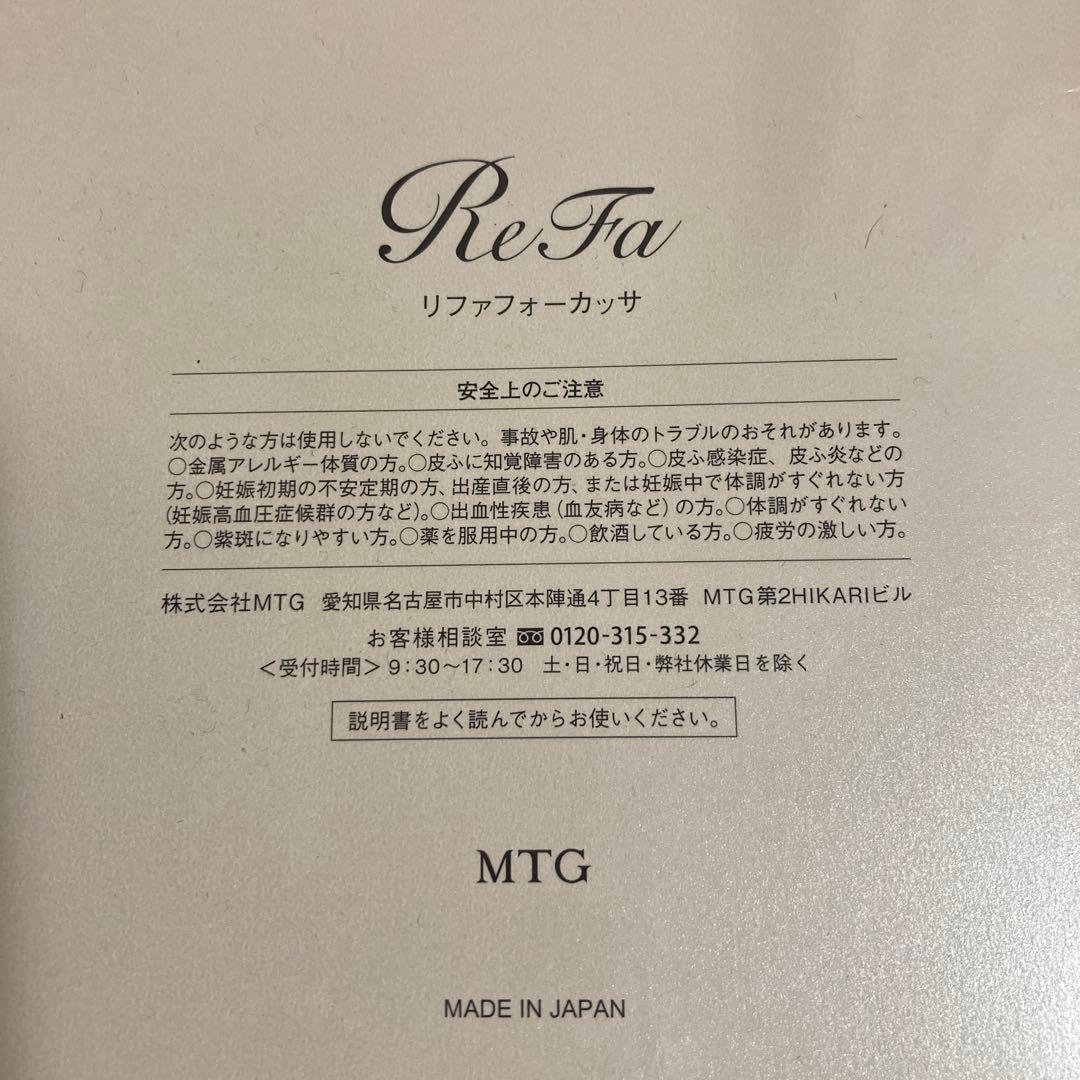 ReFa
リファフォーカッサ
安全上のご注意
次のような方は使用しないでください。事故や肌・身体のトラブルのおそれがあります。
○金属アレルギー体質の方。○皮ふに知覚障害のある方。○皮ふ感染症、皮ふ炎などの
方。○妊娠初期の不安定期の方、出産直後の方、または妊娠中で体調がすぐれない方
(妊娠高血圧症候群の方など)。○出血性疾患(血友病など)の方。○体調がすぐれない
方。○紫斑になりやすい方。○薬を服用中の方。○飲酒している方。○疲労の激しい方。
株式会社MTG 愛知県名古屋市中村区本陣通4丁目13番 MTG第2HIKARIビル
お客様相談室 0120-315-332
＜受付時間＞9:30〜17:30 土・日・祝日・弊社休業日を除く
説明書をよく読んでからお使いください。
MTG
MADE IN JAPAN